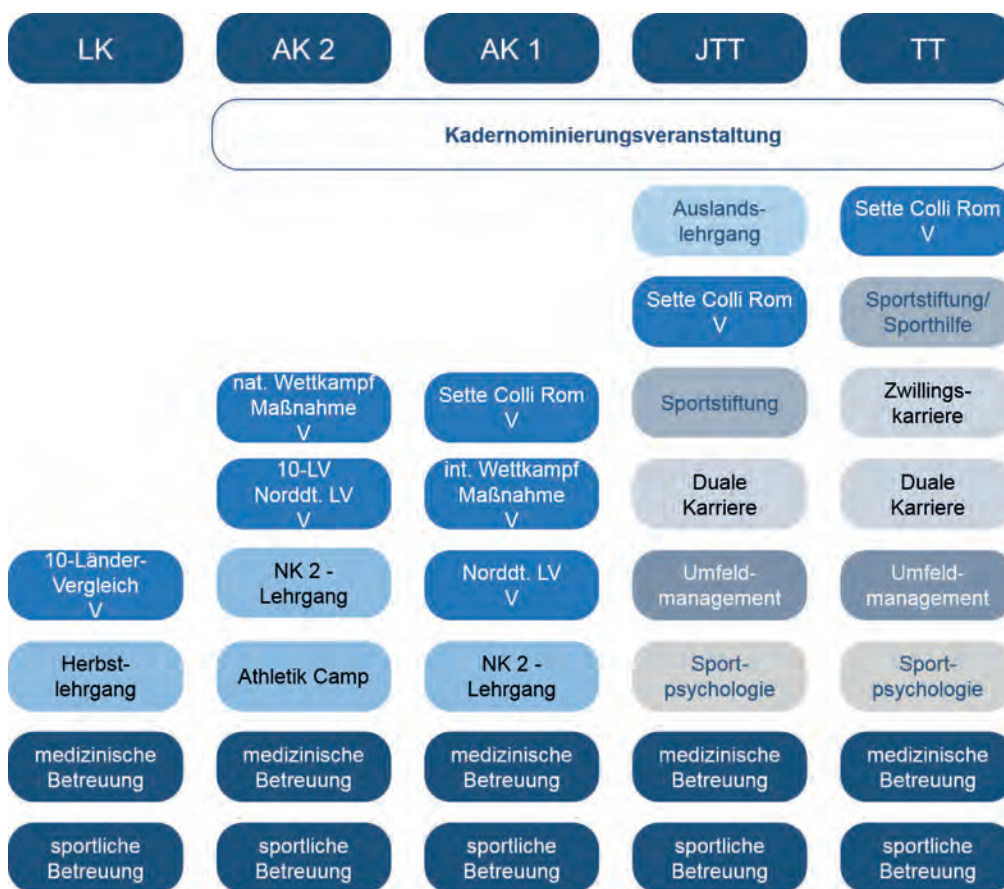 LK
AK 2
AK 1
JTT
TT
Kadernominierungsveranstaltung
Auslands-
lehrgang
Sette Colli Rom
V
Sette Colli Rom
V
Sportstiftung/
Sporthilfe
nat. Wettkampf
Maßnahme
V
Sette Colli Rom
V
Sportstiftung
Zwillings-
karriere
10-LV
Norddt. LV
V
int. Wettkampf
Maßnahme
V
Duale
Karriere
Duale
Karriere
10-Länder-
Vergleich
V
NK 2 -
Lehrgang
Norddt. LV
V
Umfeld-
management
Umfeld-
management
Herbst-
lehrgang
Athletik Camp
NK 2 -
Lehrgang
Sport-
psychologie
Sport-
psychologie
medizinische
Betreuung
medizinische
Betreuung
medizinische
Betreuung
medizinische
Betreuung
medizinische
Betreuung
sportliche
Betreuung
sportliche
Betreuung
sportliche
Betreuung
sportliche
Betreuung
sportliche
Betreuung